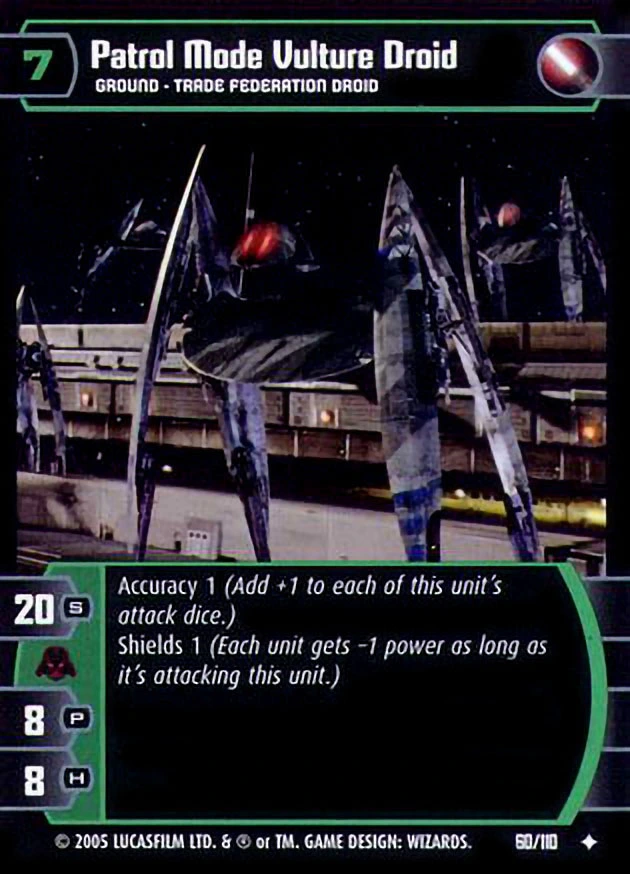 7
Patrol Mode Vulture Droid
GROUND - TRADE FEDERATION DROID
Accuracy 1 (Add +1 to each of this unit's
attack dice.)
Shields 1 (Each unit gets -1 power as long as
it's attacking this unit.)
20 S
8 P
8 H
© 2005 LUCASFILM LTD. & ® or TM. GAME DESIGN: WIZARDS.
60/110